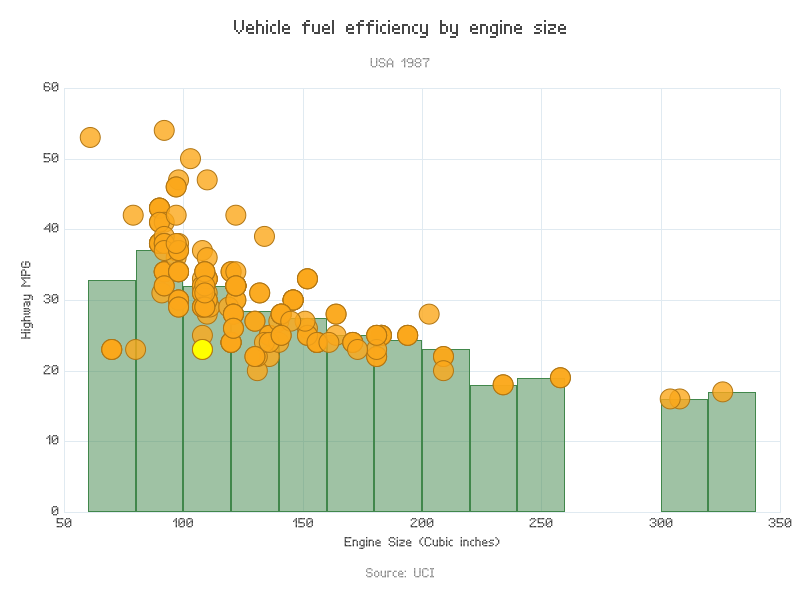 Vehicle fuel efficiency by engine size
USA 1987
60
50
40
30
20
10
0
Highway MPG
50 100 150 200 250 300 350
Engine Size (Cubic inches)
Source: UCI